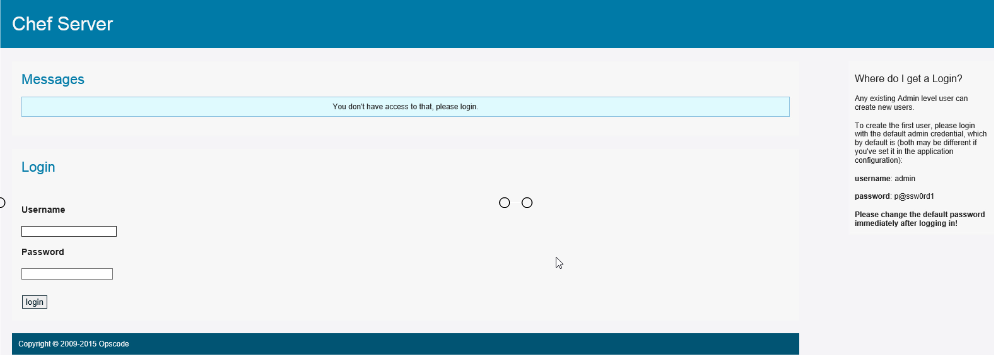 Chef Server
Messages
You don't have access to that, please login.
Login
Username
Password
login
Where do I get a Login?
Any existing Admin level user can
create new users.
To create the first user, please login
with the default admin credential, which
by default is (both may be different if
you've set it in the application
configuration):
username: admin
password: p@ssw0rd1
Please change the default password
immediately after logging in!
Copyright © 2009-2015 Opscode